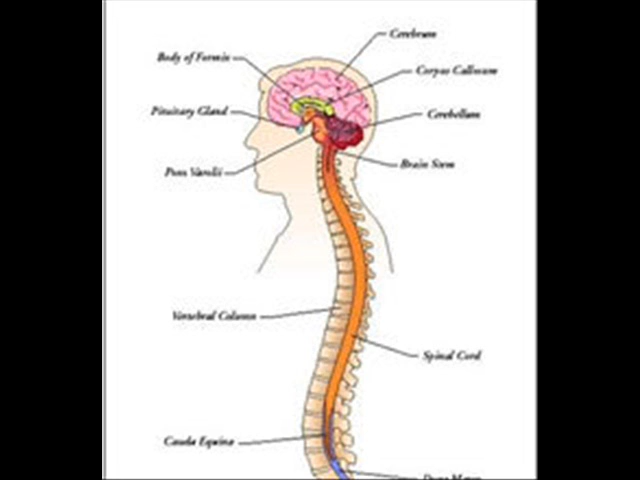 Cerebrum
Body of Fornix
Corpus Callosum
Pituitary Gland
Cerebellum
Brain Stem
Pons Varolii
Vertebral Column
Spinal Cord
Cauda Equina